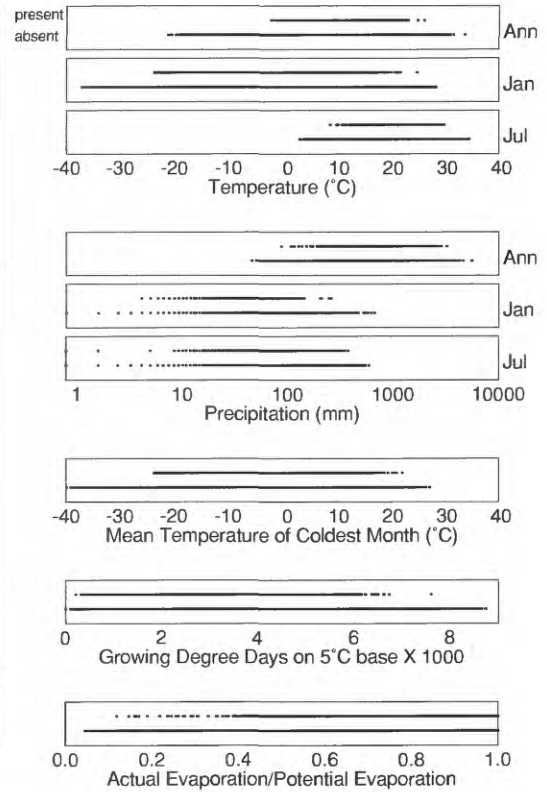 present
absent
Ann
Jan
Jul
-40 -30 -20 -10 0 10 20 30 40
Temperature (°C)
Ann
Jan
Jul
1 10 100 1000 10000
Precipitation (mm)
-40 -30 -20 -10 0 10 20 30 40
Mean Temperature of Coldest Month (°C)
0 2 4 6 8
Growing Degree Days on 5°C base X 1000
0.0 0.2 0.4 0.6 0.8 1.0
Actual Evaporation/Potential Evaporation